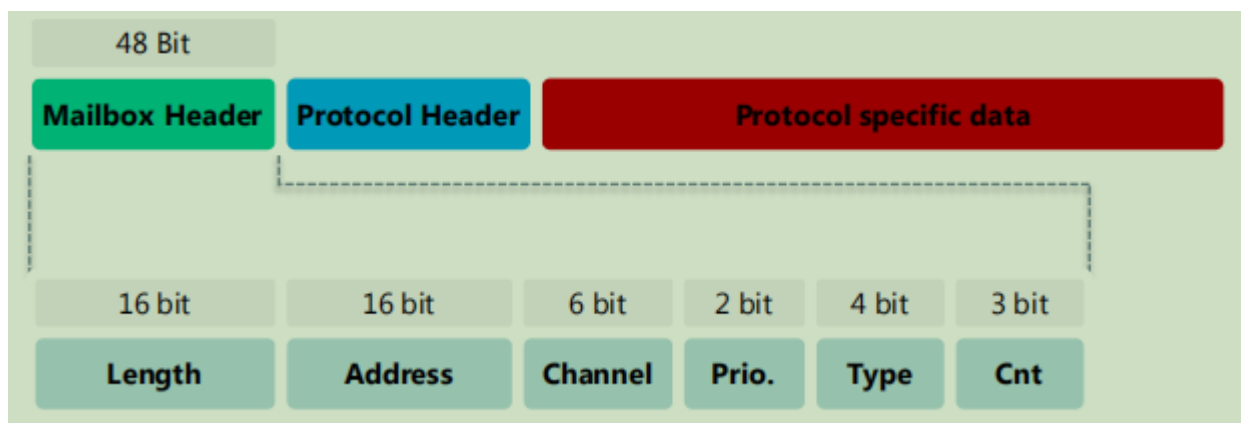 48 Bit
Mailbox Header Protocol Header Protocol specific data
16 bit 16 bit 6 bit 2 bit 4 bit 3 bit
Length Address Channel Prio. Type Cnt